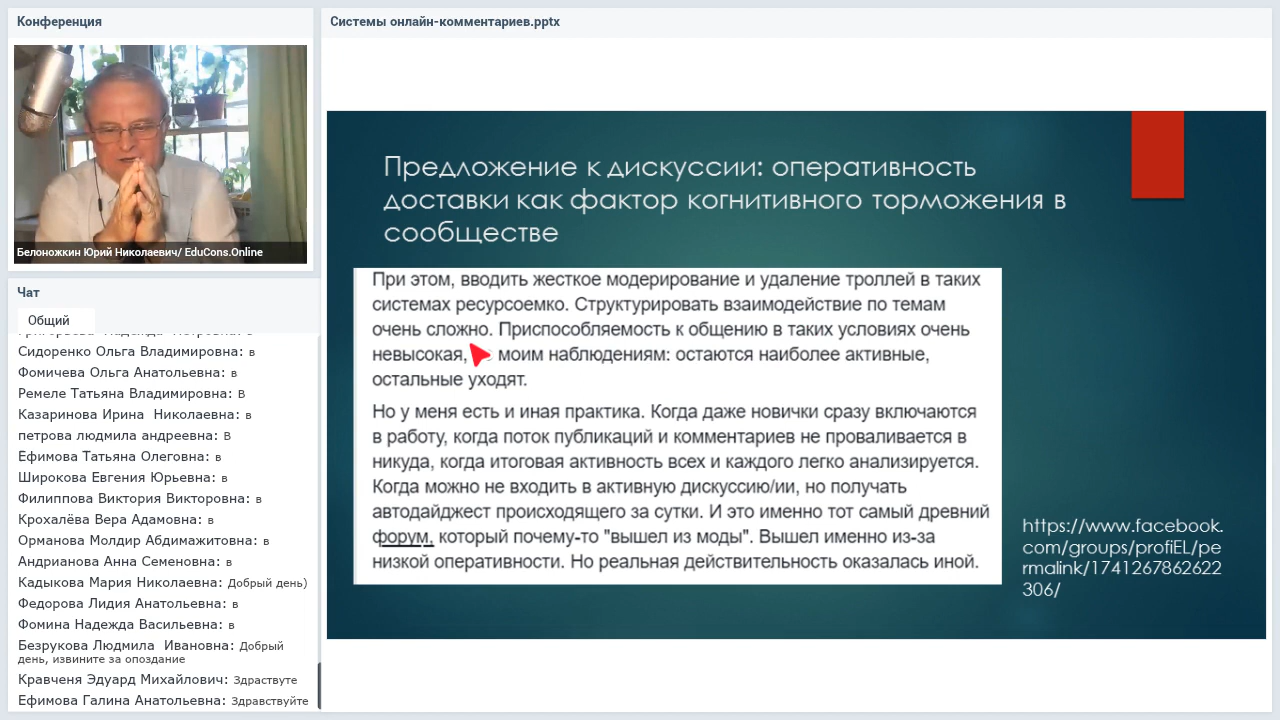 Конференция
Белоножкин Юрий Николаевич/ EduCons.Online
Чат
Общий
Сидоренко Ольга Владимировна: в
Фомичева Ольга Анатольевна: в
Ремеле Татьяна Владимировна: В
Казаринова Ирина Николаевна: в
петрова людмила андреевна: В
Ефимова Татьяна Олеговна: в
Широкова Евгения Юрьевна: в
Филиппова Виктория Викторовна: в
Крохалёва Вера Адамовна: в
Ормонова Молдир Абдимажитовна: в
Андрианова Анна Семеновна: в
Кадыкова Мария Николаевна: Добрый день)
Федорова Лидия Анатольевна: в
Фомина Надежда Васильевна: в
Безрукова Людмила Ивановна: Добрый
день, извините за опоздание
Кравченя Эдуард Михайлович: Здраствуте
Ефимова Галина Анатольевна: Здравствуйте
Системы онлайн-комментариев.pptx
Предложение к дискуссии: оперативность
доставки как фактор когнитивного торможения в
сообществе
При этом, вводить жесткое модерирование и удаление троллей в таких
системах ресурсоемко. Структурировать взаимодействие по темам
очень сложно. Приспособляемость к общению в таких условиях очень
невысокая, моим наблюдениям: остаются наиболее активные,
остальные уходят.
Но у меня есть и иная практика. Когда даже новички сразу включаются
в работу, когда поток публикаций и комментариев не проваливается в
никуда, когда итоговая активность всех и каждого легко анализируется.
Когда можно не входить в активную дискуссию/ии, но получать
автодайджест происходящего за сутки. И это именно тот самый древний
форум, который почему-то "вышел из моды". Вышел именно из-за
низкой оперативности. Но реальная действительность оказалась иной.
https://www.facebook.
com/groups/profiEL/pe
rmalink/1741267862622
306/